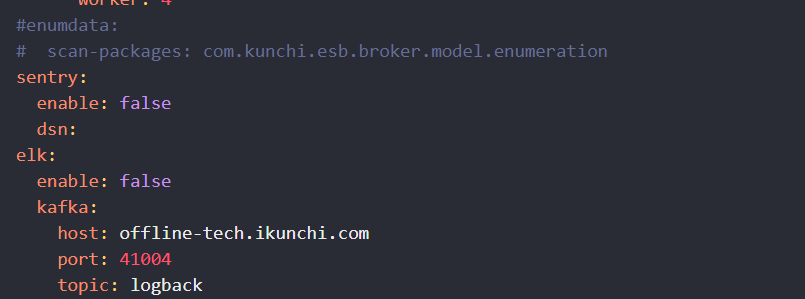 worker: 4
#enumdata:
#  scan-packages: com.kunchi.esb.broker.model.enumeration
sentry:
  enable: false
  dsn:
elk:
  enable: false
  kafka:
    host: offline-tech.ikunchi.com
    port: 41004
    topic: logback